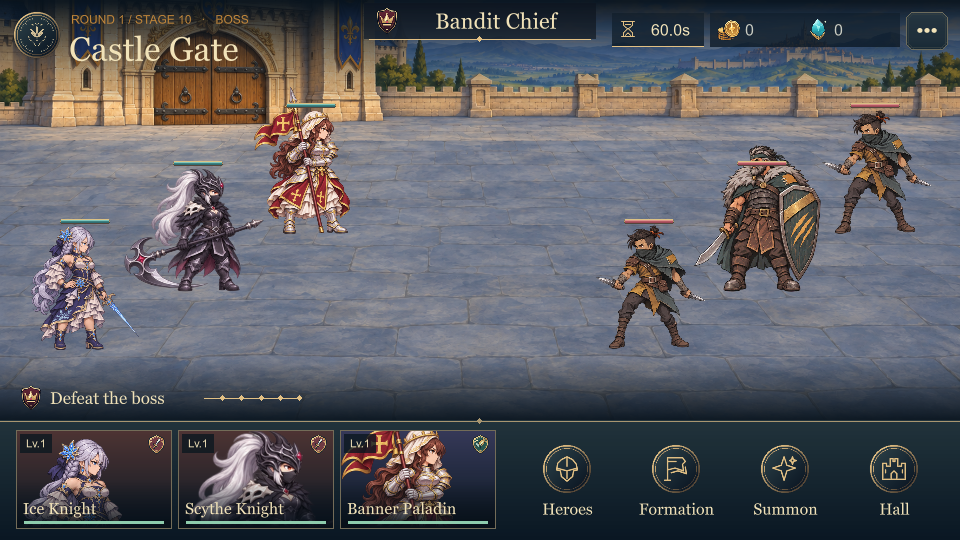 ROUND 1 / STAGE 10 · BOSS
Castle Gate
Bandit Chief
60.0s
0
0
Defeat the boss
Lv.1
Ice Knight
Lv.1
Scythe Knight
Lv.1
Banner Paladin
Heroes
Formation
Summon
Hall